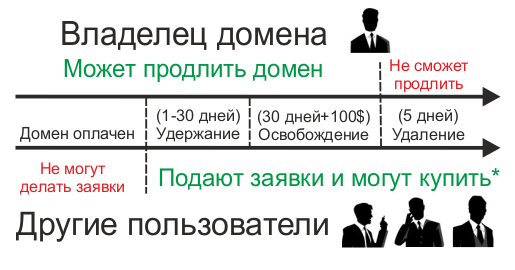 Владелец домена
Может продлить домен
Не сможет
продлить
Домен оплачен
(1-30 дней)
Удержание
(30 дней+100$)
Освобождение
(5 дней)
Удаление
Не могут
делать заявки
Подают заявки и могут купить*
Другие пользователи